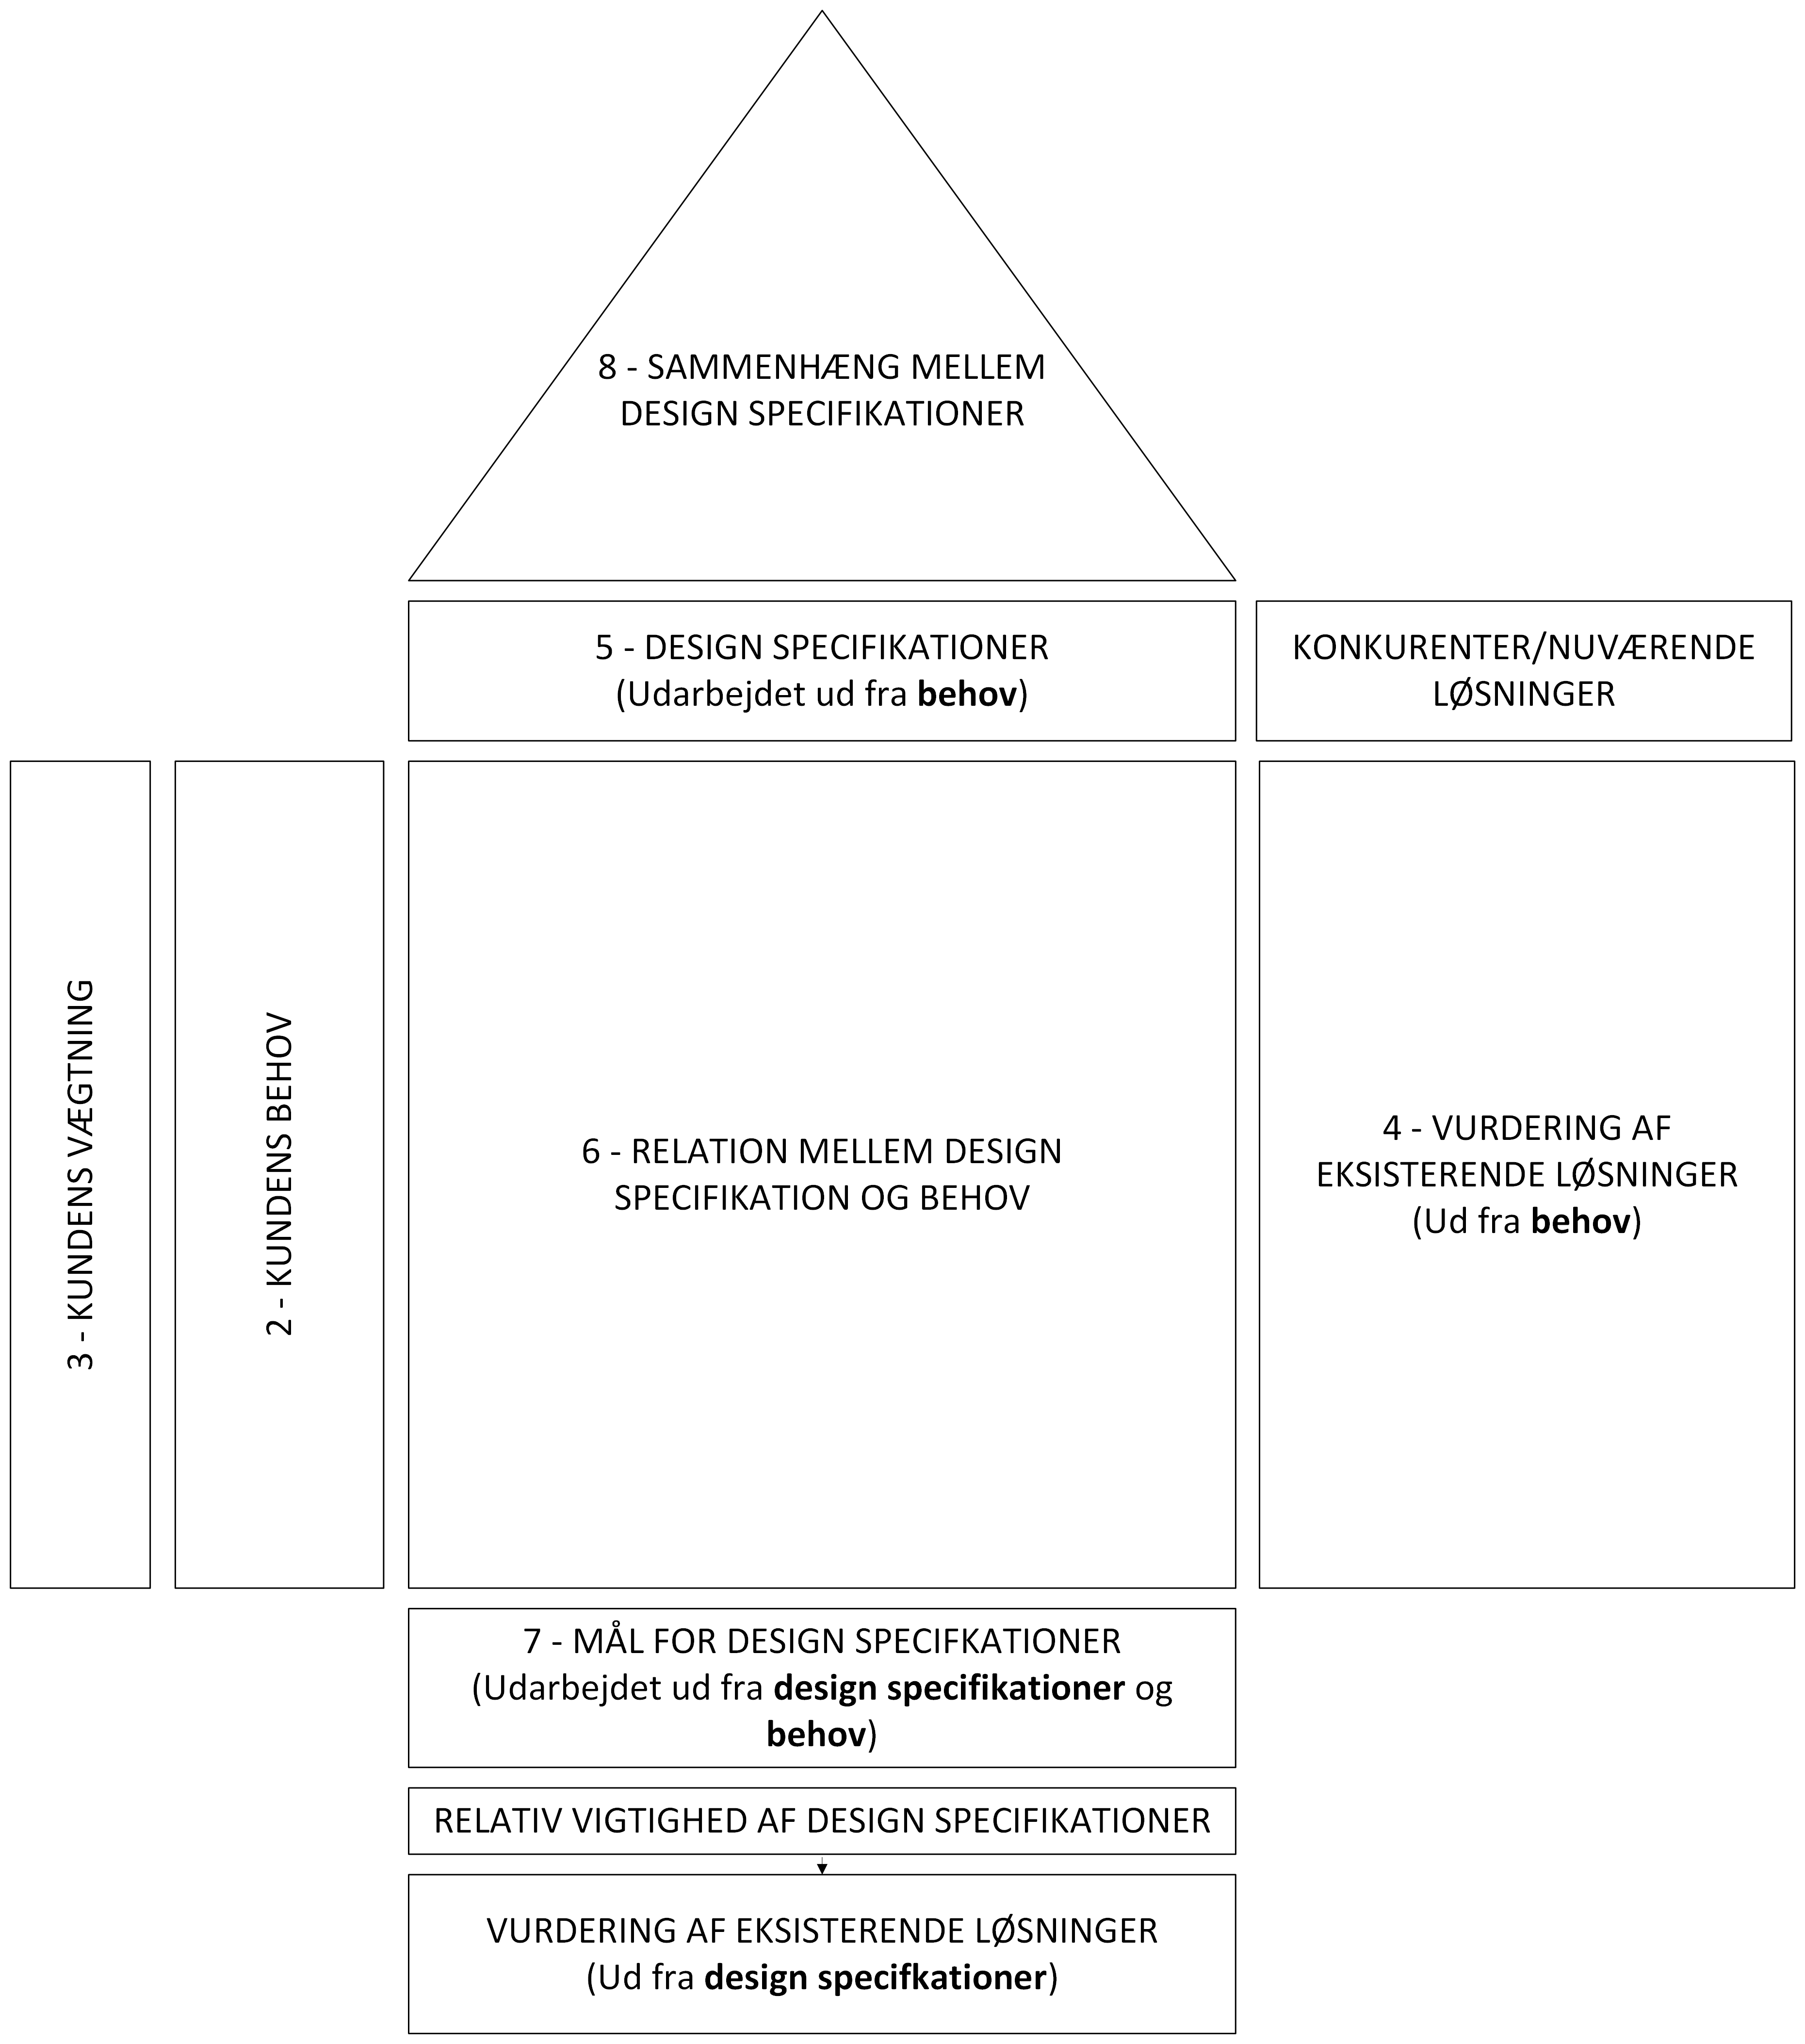 8 - SAMMENHÆNG MELLEM
DESIGN SPECIFIKATIONER
5 - DESIGN SPECIFIKATIONER
(Udarbejdet ud fra behov)
KONKURENTER/NUVÆRENDE
LØSNINGER
3 - KUNDENS VÆGTNING
2 - KUNDENS BEHOV
6 - RELATION MELLEM DESIGN
SPECIFIKATION OG BEHOV
4 - VURDERING AF
EKSISTERENDE LØSNINGER
(Ud fra behov)
7 - MÅL FOR DESIGN SPECIFKATIONER
(Udarbejdet ud fra design specifikationer og
behov)
RELATIV VIGTIGHED AF DESIGN SPECIFIKATIONER
VURDERING AF EKSISTERENDE LØSNINGER
(Ud fra design specifkationer)